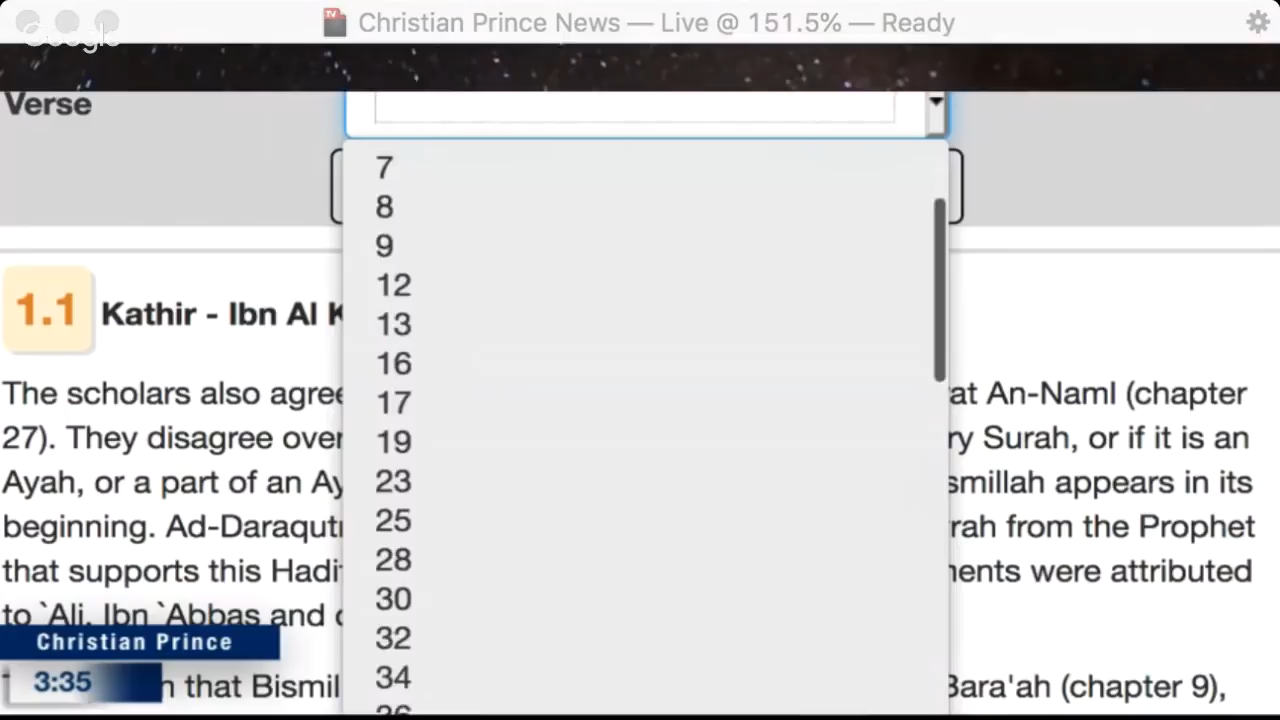 Christian Prince News — Live @ 151.5% — Ready
Google
Verse
7
8
9
12
13
16
17
19
23
25
28
30
32
34
1.1 Kathir - Ibn Al
The scholars also agree at An-Naml (chapter
27). They disagree over ry Surah, or if it is an
Ayah, or a part of an Ay smillah appears in its
beginning. Ad-Daraqut rah from the Prophet
that supports this Hadi ents were attributed
to `Ali, Ibn `Abbas and
Christian Prince
3:35
n that Bismil Bara'ah (chapter 9),